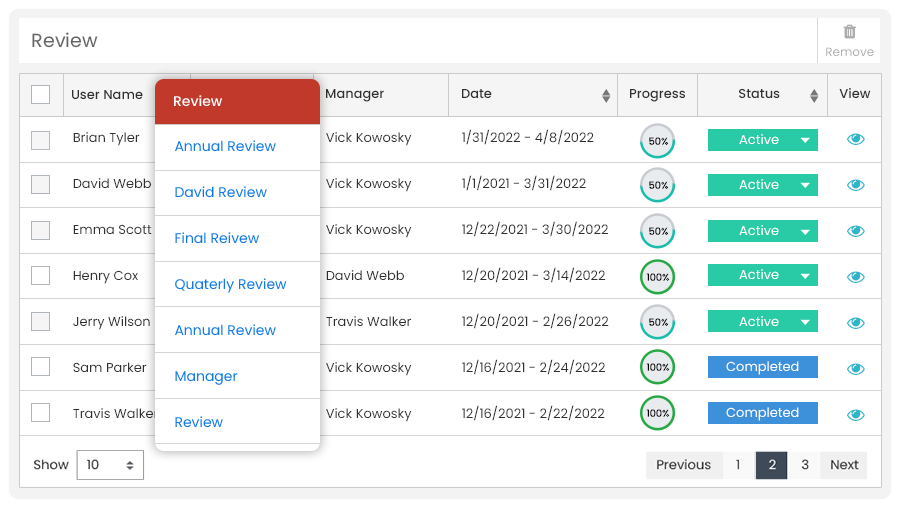 Review
Remove
User Name Review Manager Date Progress Status View
Brian Tyler Annual Review Vick Kowosky 1/31/2022 - 4/8/2022 50% Active
David Webb David Review Vick Kowosky 1/1/2021 - 3/31/2022 50% Active
Emma Scott Final Reivew Vick Kowosky 12/22/2021 - 3/30/2022 50% Active
Henry Cox Quaterly Review David Webb 12/20/2021 - 3/14/2022 100% Active
Jerry Wilson Annual Review Travis Walker 12/20/2021 - 2/26/2022 50% Active
Sam Parker Manager Vick Kowosky 12/16/2021 - 2/24/2022 100% Completed
Travis Walker Review Vick Kowosky 12/16/2021 - 2/22/2022 100% Completed
Show 10 Previous 1 2 3 Next